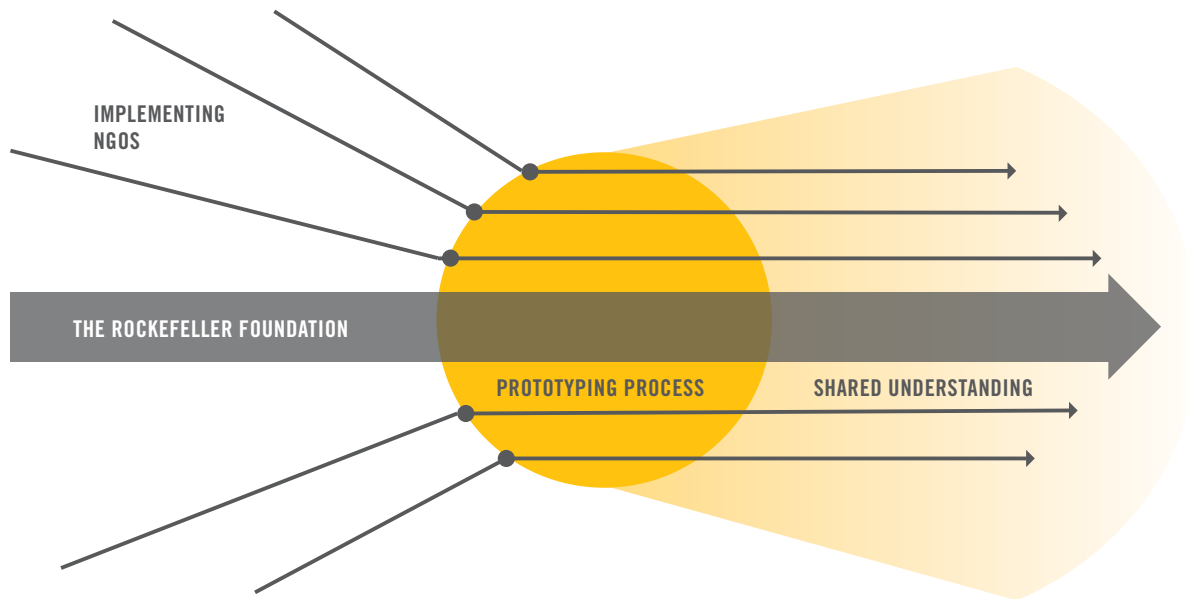 IMPLEMENTING
NGOS
THE ROCKEFELLER FOUNDATION
PROTOTYPING PROCESS
SHARED UNDERSTANDING